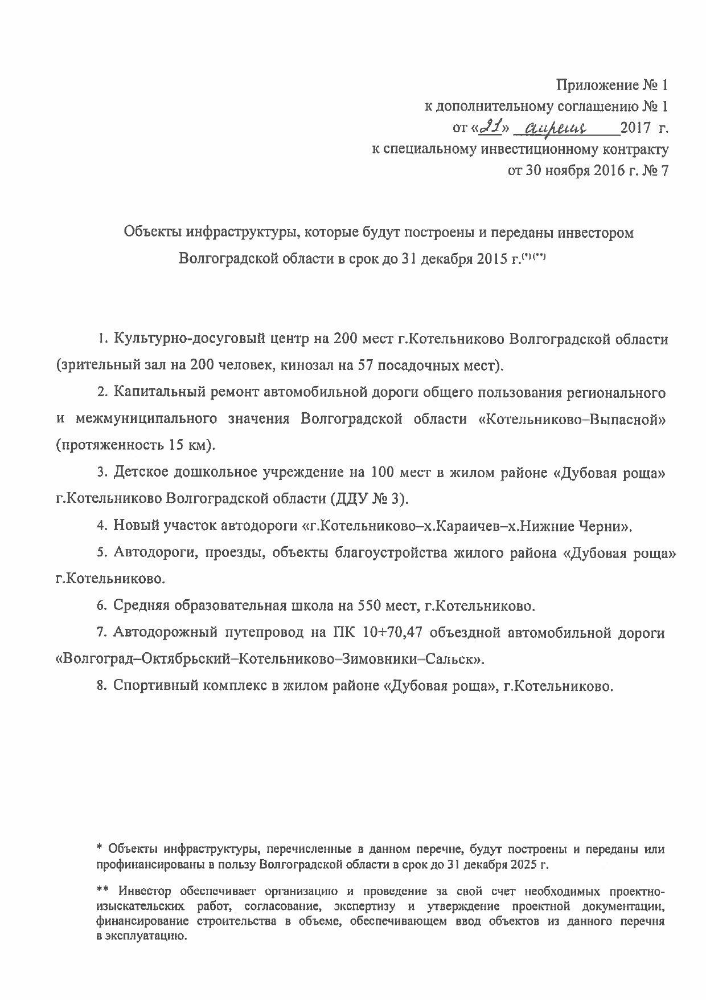 Приложение № 1
к дополнительному соглашению № 1
от «21» апреля 2017 г.
к специальному инвестиционному контракту
от 30 ноября 2016 г. № 7
Объекты инфраструктуры, которые будут построены и переданы инвестором
Волгоградской области в срок до 31 декабря 2015 г.(*)(**)
1. Культурно-досуговый центр на 200 мест г.Котельниково Волгоградской области
(зрительный зал на 200 человек, кинозал на 57 посадочных мест).
2. Капитальный ремонт автомобильной дороги общего пользования регионального
и межмуниципального значения Волгоградской области «Котельниково–Выпасной»
(протяженность 15 км).
3. Детское дошкольное учреждение на 100 мест в жилом районе «Дубовая роща»
г.Котельниково Волгоградской области (ДДУ № 3).
4. Новый участок автодороги «г.Котельниково–х.Караичев–х.Нижние Черни».
5. Автодороги, проезды, объекты благоустройства жилого района «Дубовая роща»
г.Котельниково.
6. Средняя образовательная школа на 550 мест, г.Котельниково.
7. Автодорожный путепровод на ПК 10+70,47 объездной автомобильной дороги
«Волгоград–Октябрьский–Котельниково–Зимовники–Сальск».
8. Спортивный комплекс в жилом районе «Дубовая роща», г.Котельниково.
* Объекты инфраструктуры, перечисленные в данном перечне, будут построены и переданы или
профинансированы в пользу Волгоградской области в срок до 31 декабря 2025 г.
** Инвестор обеспечивает организацию и проведение за свой счет необходимых проектно-
изыскательских работ, согласование, экспертизу и утверждение проектной документации,
финансирование строительства в объеме, обеспечивающем ввод объектов из данного перечня
в эксплуатацию.